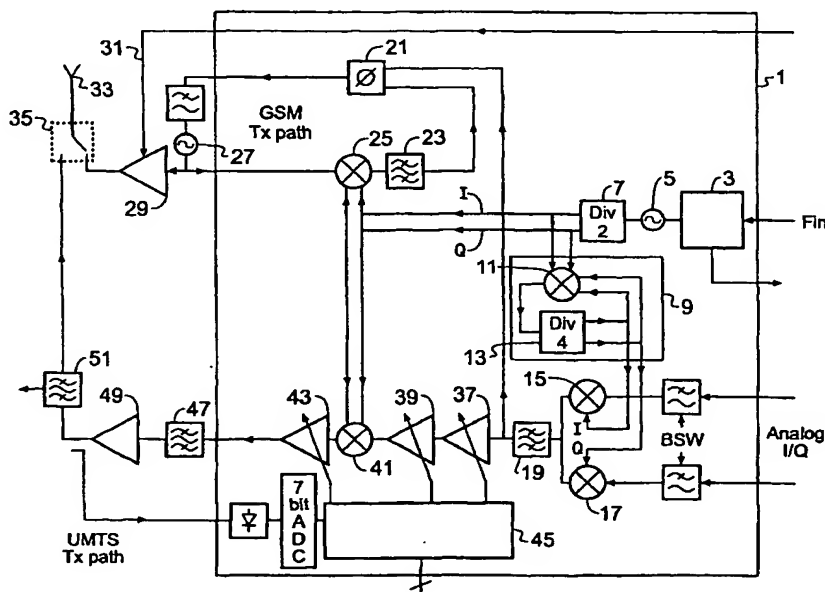 31
21
1
33
GSM
Tx path
35
25
23
27
7
5
3
29
I
Div
2
Fin
Q
11
9
Div
4
13
51
49
47
43
39
37
15
I
Q
BSW
Analog
I/Q
41
19
17
7
bit
A
D
C
UMTS
Tx path
45